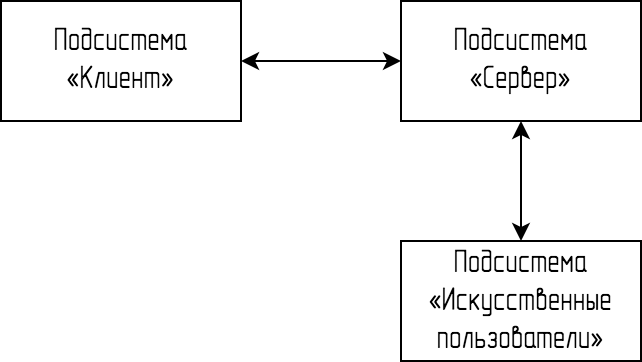 Подсистема
«Клиент»
Подсистема
«Сервер»
Подсистема
«Искусственные
пользователи»